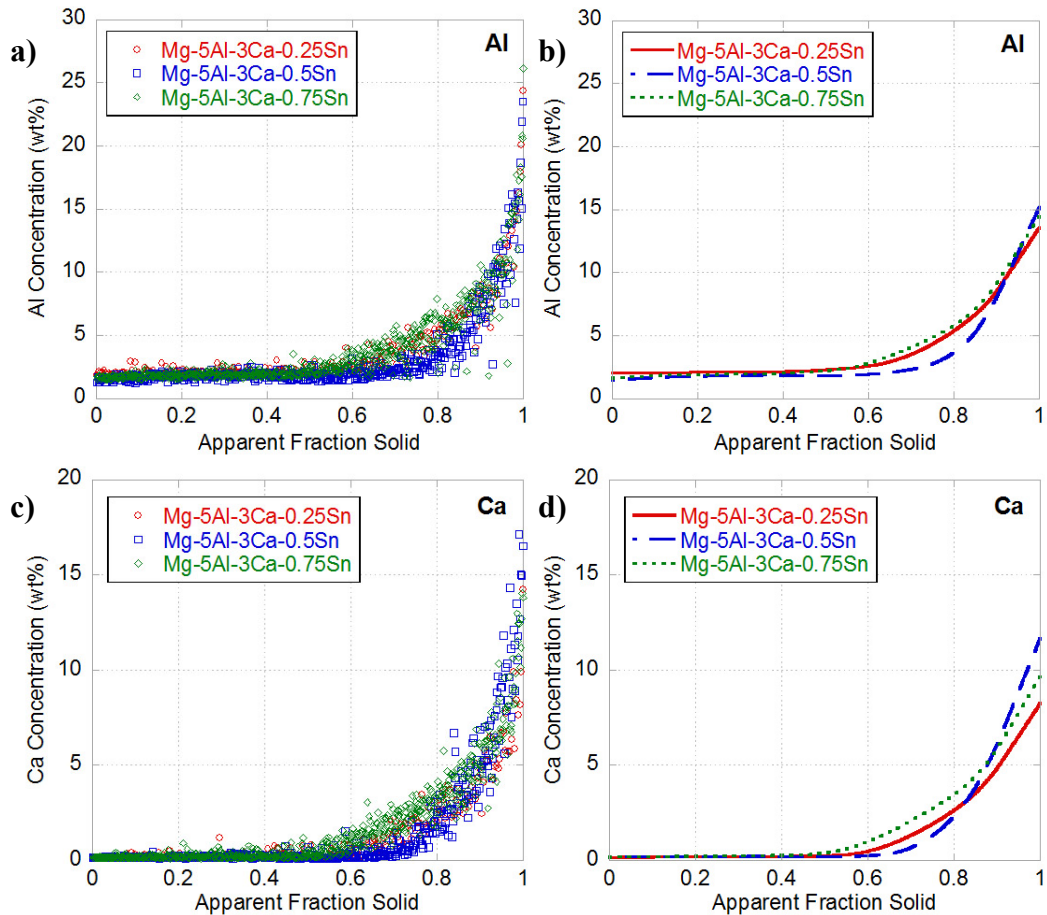 a)
30
25
20
15
10
5
0
Al Concentration (wt%)
Mg-5Al-3Ca-0.25Sn
Mg-5Al-3Ca-0.5Sn
Mg-5Al-3Ca-0.75Sn
Al
0 0.2 0.4 0.6 0.8 1
Apparent Fraction Solid
b)
30
25
20
15
10
5
0
Al Concentration (wt%)
Mg-5Al-3Ca-0.25Sn
Mg-5Al-3Ca-0.5Sn
Mg-5Al-3Ca-0.75Sn
Al
0 0.2 0.4 0.6 0.8 1
Apparent Fraction Solid
c)
20
15
10
5
0
Ca Concentration (wt%)
Mg-5Al-3Ca-0.25Sn
Mg-5Al-3Ca-0.5Sn
Mg-5Al-3Ca-0.75Sn
Ca
0 0.2 0.4 0.6 0.8 1
Apparent Fraction Solid
d)
20
15
10
5
0
Ca Concentration (wt%)
Mg-5Al-3Ca-0.25Sn
Mg-5Al-3Ca-0.5Sn
Mg-5Al-3Ca-0.75Sn
Ca
0 0.2 0.4 0.6 0.8 1
Apparent Fraction Solid